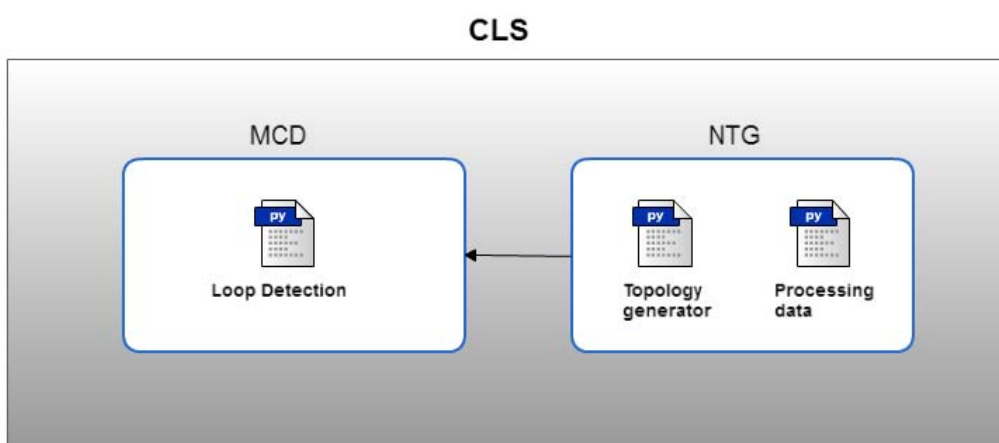 CLS
MCD
py
Loop Detection
NTG
py
Topology
generator
py
Processing
data